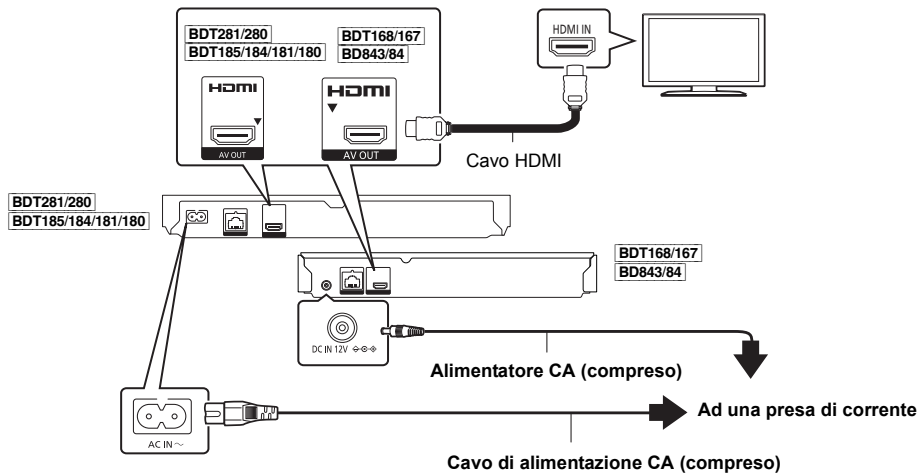 BDT281/280
BDT185/184/181/180
BDT168/167
BD843/84
HDMI
AV OUT
HDMI
AV OUT
HDMI IN
Cavo HDMI
BDT281/280
BDT185/184/181/180
BDT168/167
BD843/84
DC IN 12V
Alimentatore CA (compreso)
Ad una presa di corrente
AC IN ~
Cavo di alimentazione CA (compreso)